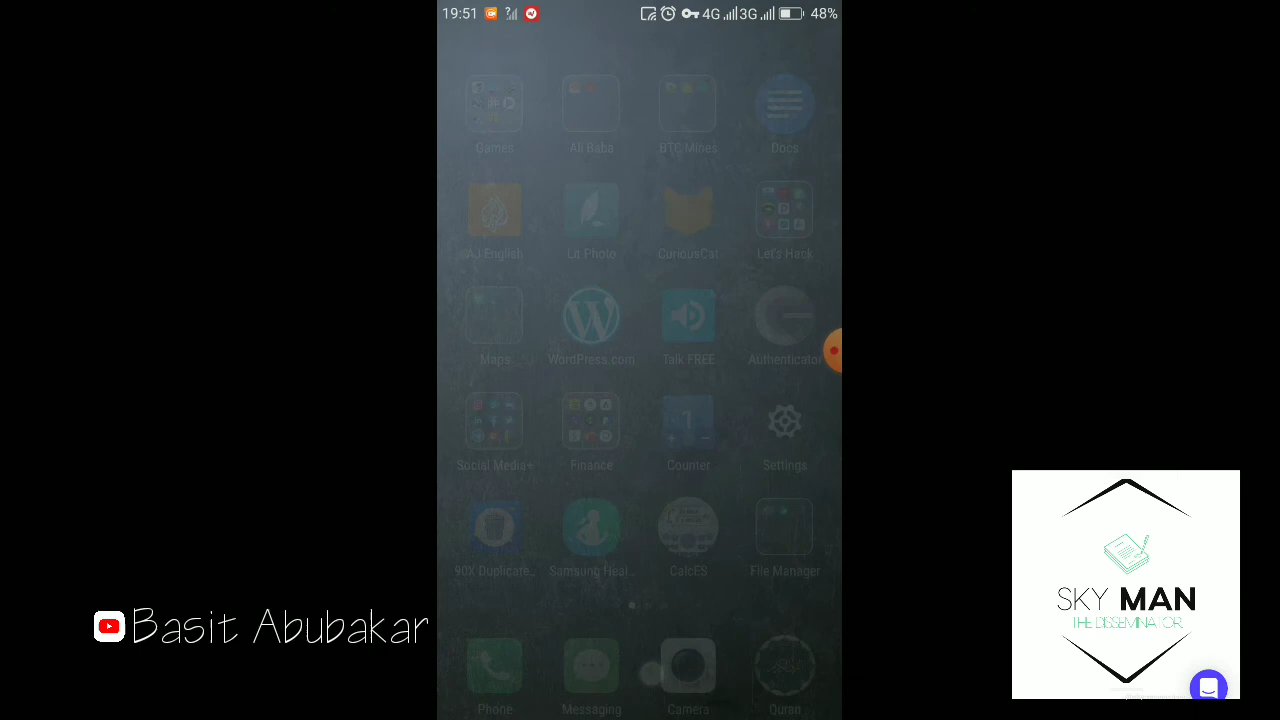 19:51 4G 3G 48%
Games Ali Baba BTC Mines Docs
AJ English Lit Photo CuriousCat Let's Hack
Maps WordPress.com Talk FREE Authenticator
1
Social Media+ Finance Counter Settings
90X Duplicate.. Samsung Heal.. CalcES File Manager
Basit Abubakar
SKY MAN
THE DISSEMINATOR
Phone Messaging Camera Quran